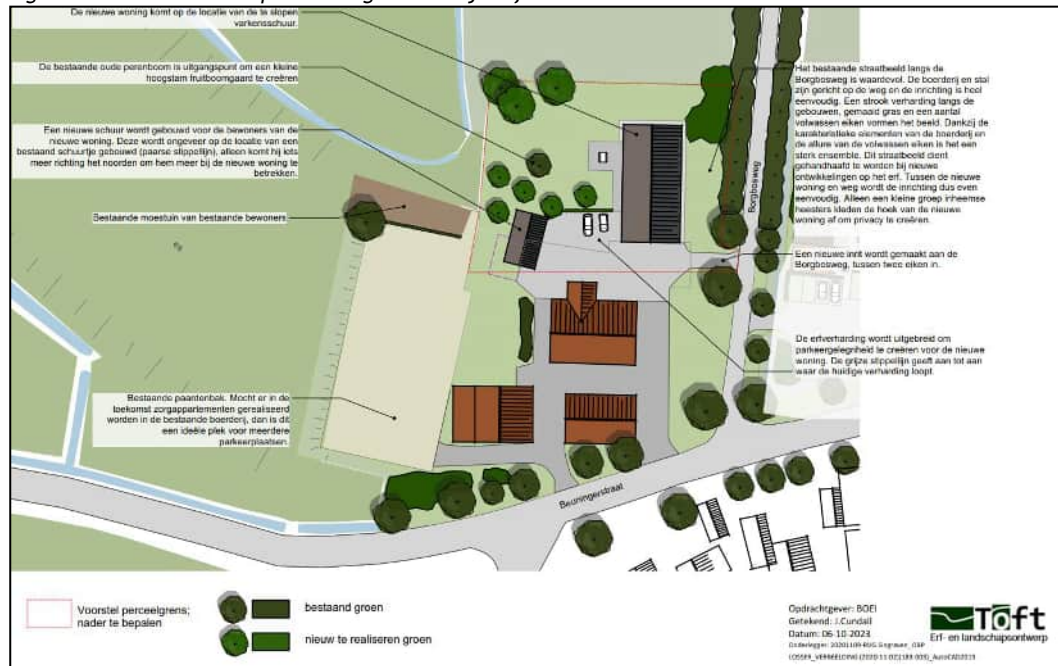 De nieuwe woning komt op de locatie van de te slopen
varkensschuur.
De bestaande oude perenboom is uitgangspunt om een kleine
hoogstam fruitboomgaard te creëren
Een nieuwe schuur wordt gebouwd voor de bewoners van de
nieuwe woning. Deze wordt ongeveer op de locatie van een
bestaand schuurtje gebouwd (paarse stippellijn), alleen komt hij iets
meer richting het noorden om hem meer bij de nieuwe woning te
betrekken.
Bestaande moestuin van bestaande bewoners
Bestaande paardenbak. Mocht er in de
toekomst zorgappartementen gerealiseerd
worden in de bestaande boerderij, dan is dit
een ideële plek voor meerdere
parkeerplaatsen.
Het bestaande straatbeeld langs de
Borgbosweg is waardevol. De boerderij en stal
zijn gericht op de weg en de inrichting is heel
eenvoudig. Een strook verharding langs de
gebouwen, gemaaid gras en een aantal
volwassen eiken vormen het beeld. Dankzij de
karakteristieke elementen van de boerderij en
de allure van de volwassen eiken is het een
sterk ensemble. Dit straatbeeld dient
gehandhaafd te worden bij nieuwe
ontwikkelingen op het erf. Tussen de nieuwe
woning en weg wordt de inrichting dus even
eenvoudig. Alleen een kleine groep inheemse
heesters kleden de hoek van de nieuwe
woning af om privacy te creëren.
Borgbosweg
Een nieuwe inrit wordt gemaakt aan de
Borgbosweg, tussen twee eiken in.
De erfverharding wordt uitgebreid om
parkeergelegnheid te creëren voor de nieuwe
woning. De grijze stippellijn geeft aan tot aan
waar de huidige verharding loopt.
Beuningerstraat
Voorstel perceelgrens;
nader te bepalen
bestaand groen
nieuw te realiseren groen
Opdrachtgever: BOEi
Getekend: J.Cundall
Datum: 06-10-2023
Toft
Erf- en landschapsontwerp